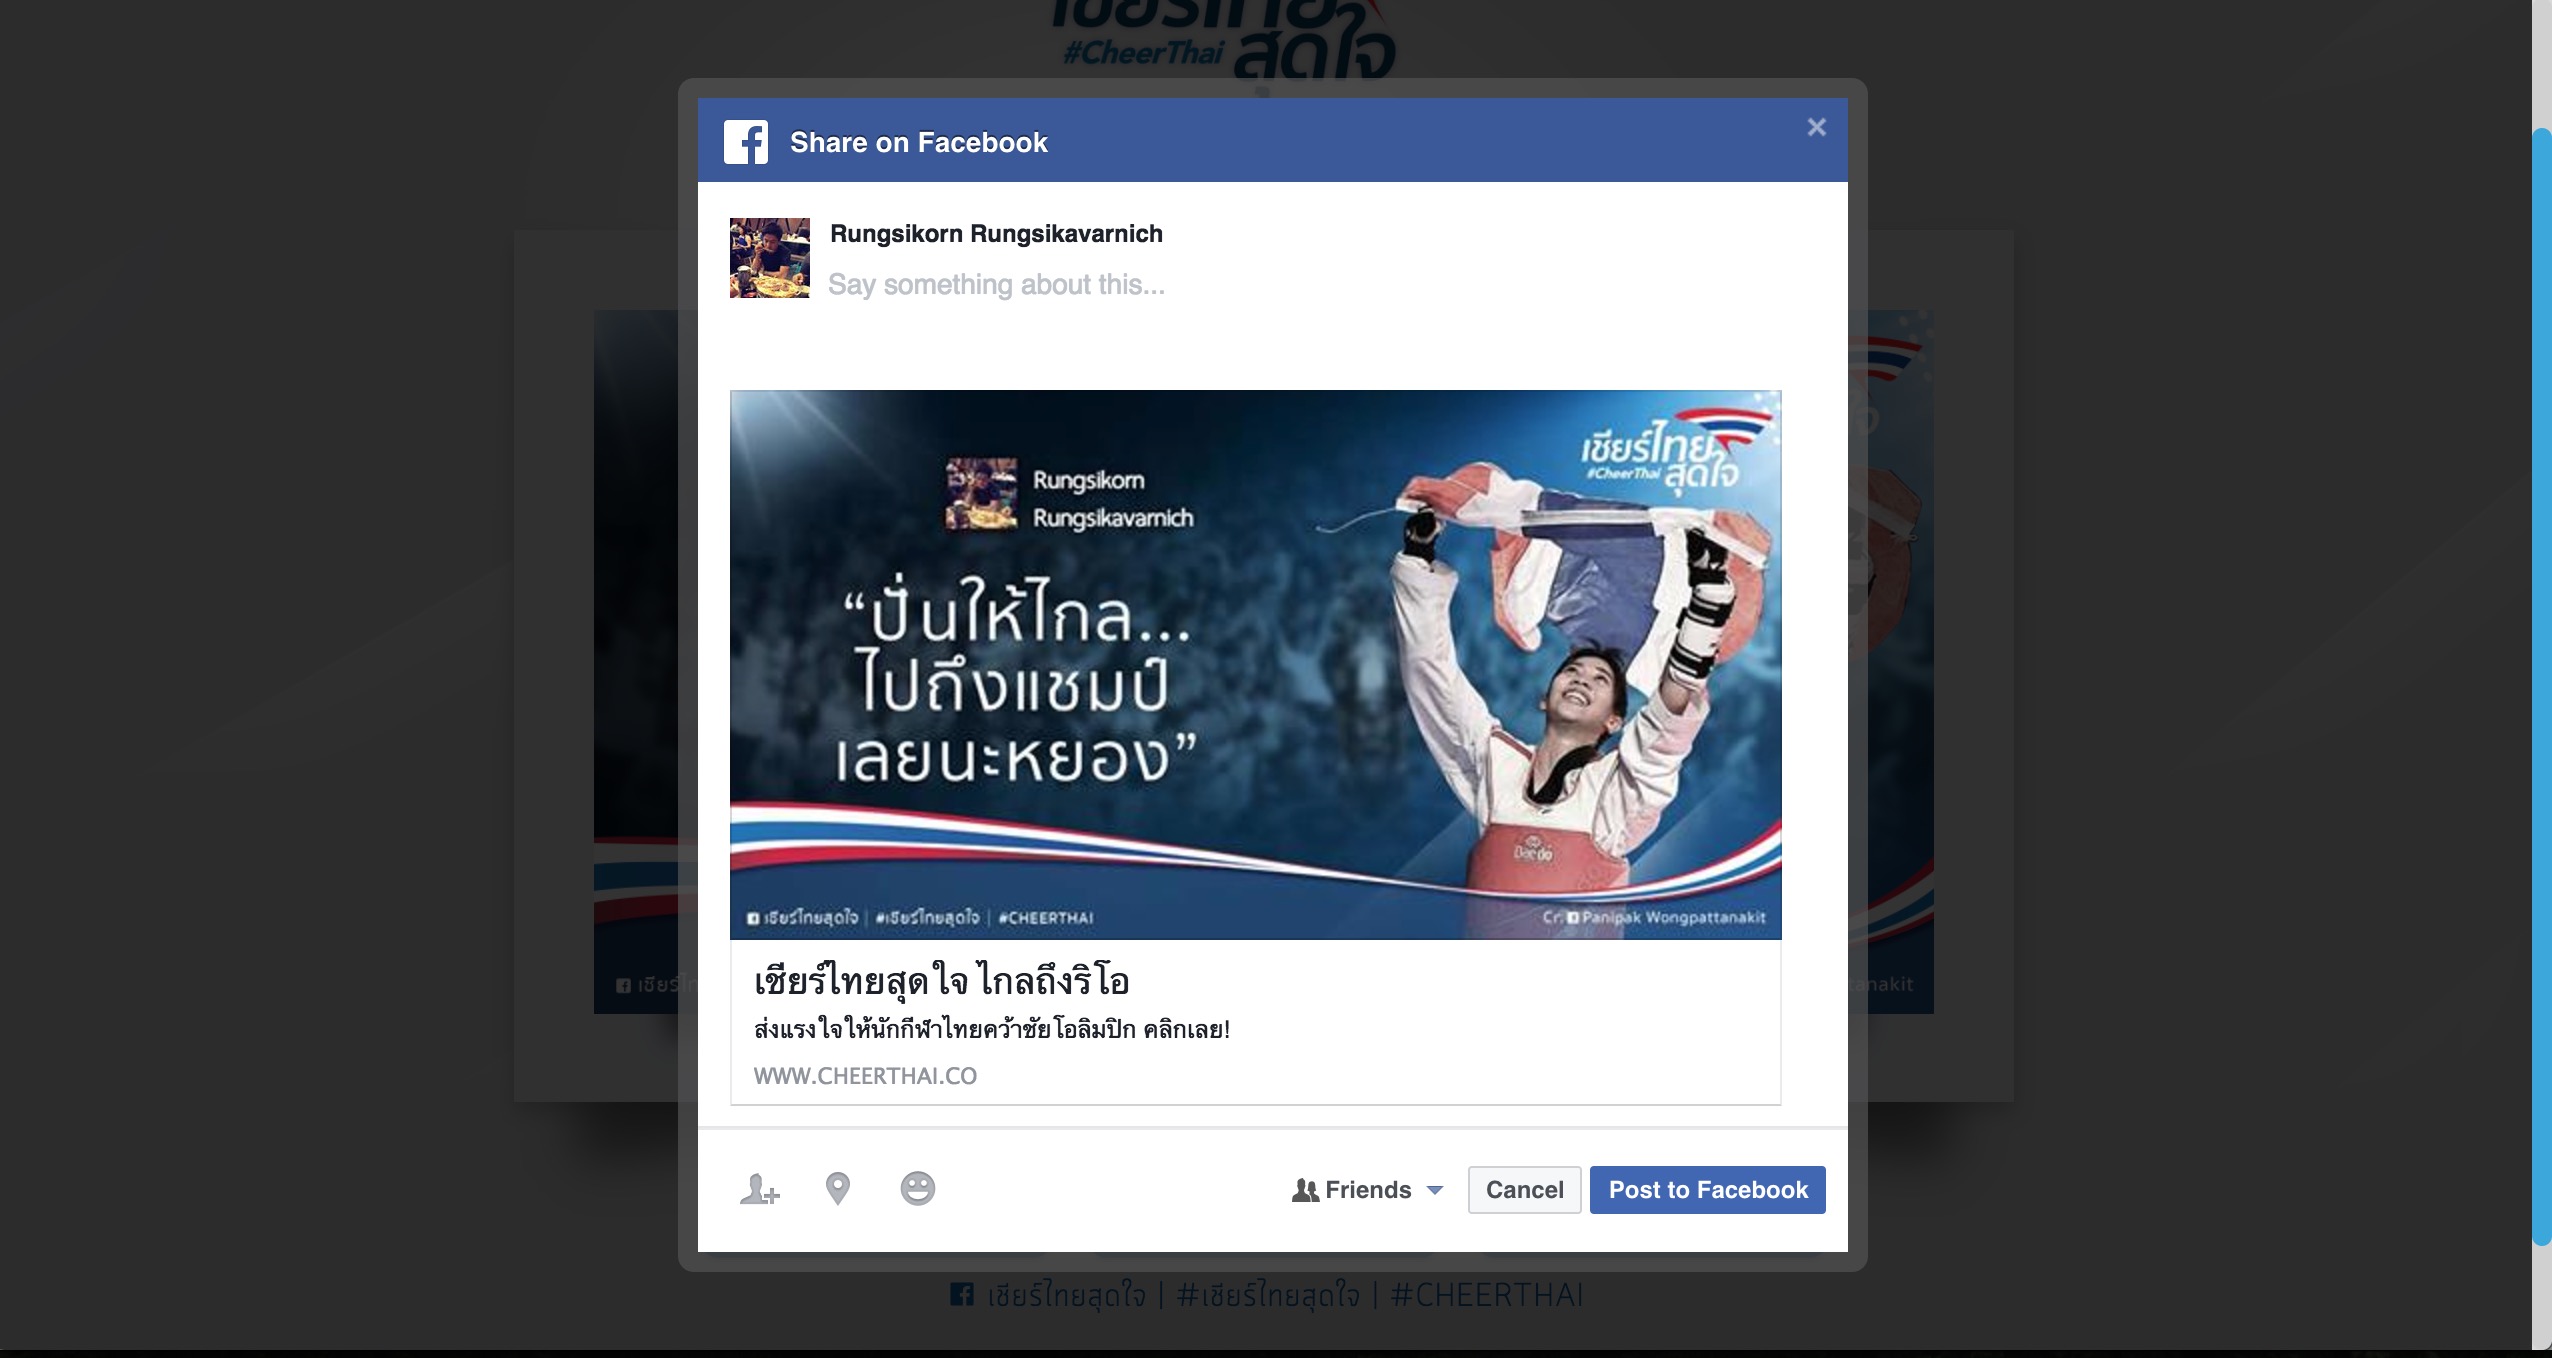 เชียร์ไทย
#CheerThai สุดใจ
Share on Facebook
Rungsikorn Rungsikavarnich
Say something about this...
เชียร์ไทย
#CheerThai สุดใจ
Rungsikorn
Rungsikavarnich
“ปั่นให้ไกล...
ไปถึงแชมป์
เลยนะหยอง”
Daedo
เชียร์ไทยสุดใจ | #เชียร์ไทยสุดใจ | #CHEERTHAI
Cr. Panipak Wongpattanakit
เชียร์ไทยสุดใจ ไกลถึงริโอ
ส่งแรงใจให้นักกีฬาไทยคว้าชัยโอลิมปิก คลิกเลย!
WWW.CHEERTHAI.CO
Friends
Cancel
Post to Facebook
เชียร์ไทยสุดใจ | #เชียร์ไทยสุดใจ | #CHEERTHAI